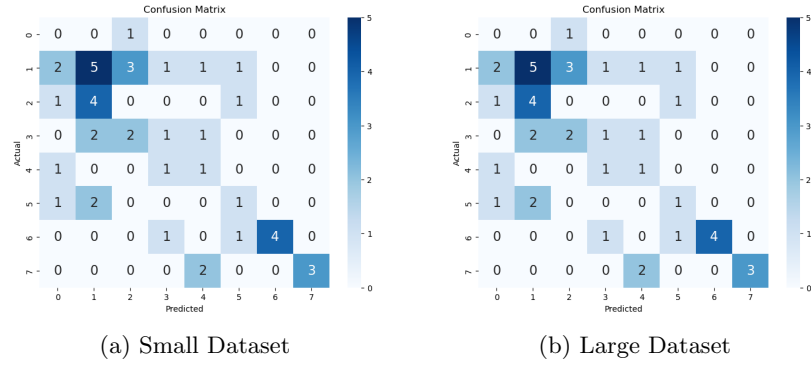 Confusion Matrix
0 0 0 1 0 0 0 0 0
1 2 5 3 1 1 1 0 0
2 1 4 0 0 0 1 0 0
3 0 2 2 1 1 0 0 0
4 1 0 0 1 1 0 0 0
5 1 2 0 0 0 1 0 0
6 0 0 0 1 0 1 4 0
7 0 0 0 0 2 0 0 3
0 1 2 3 4 5 6 7
Actual
Predicted
5
4
3
2
1
0
(a) Small Dataset
Confusion Matrix
0 0 0 1 0 0 0 0 0
1 2 5 3 1 1 1 0 0
2 1 4 0 0 0 1 0 0
3 0 2 2 1 1 0 0 0
4 1 0 0 1 1 0 0 0
5 1 2 0 0 0 1 0 0
6 0 0 0 1 0 1 4 0
7 0 0 0 0 2 0 0 3
0 1 2 3 4 5 6 7
Actual
Predicted
5
4
3
2
1
0
(b) Large Dataset